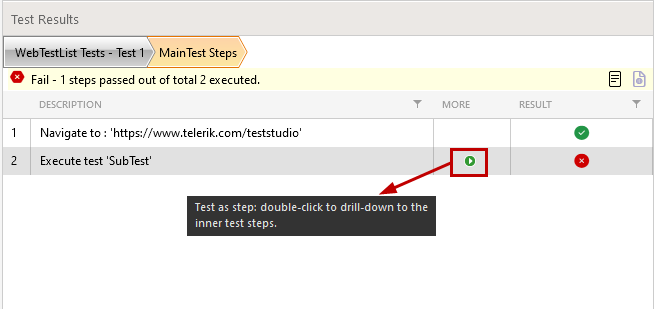 Test Results
WebTestList Tests - Test 1 MainTest Steps
Fail - 1 steps passed out of total 2 executed.
DESCRIPTION MORE RESULT
1 Navigate to : 'https://www.telerik.com/teststudio'
2 Execute test 'SubTest'
Test as step: double-click to drill-down to the
inner test steps.